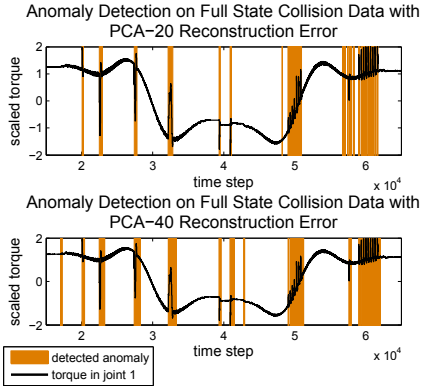 Anomaly Detection on Full State Collision Data with
PCA−20 Reconstruction Error
scaled torque
2
1
0
−1
−2
2 3 4 5 6
time step
x 10^4
Anomaly Detection on Full State Collision Data with
PCA−40 Reconstruction Error
scaled torque
2
0
−2
2 3 4 5 6
time step
x 10^4
detected anomaly
torque in joint 1